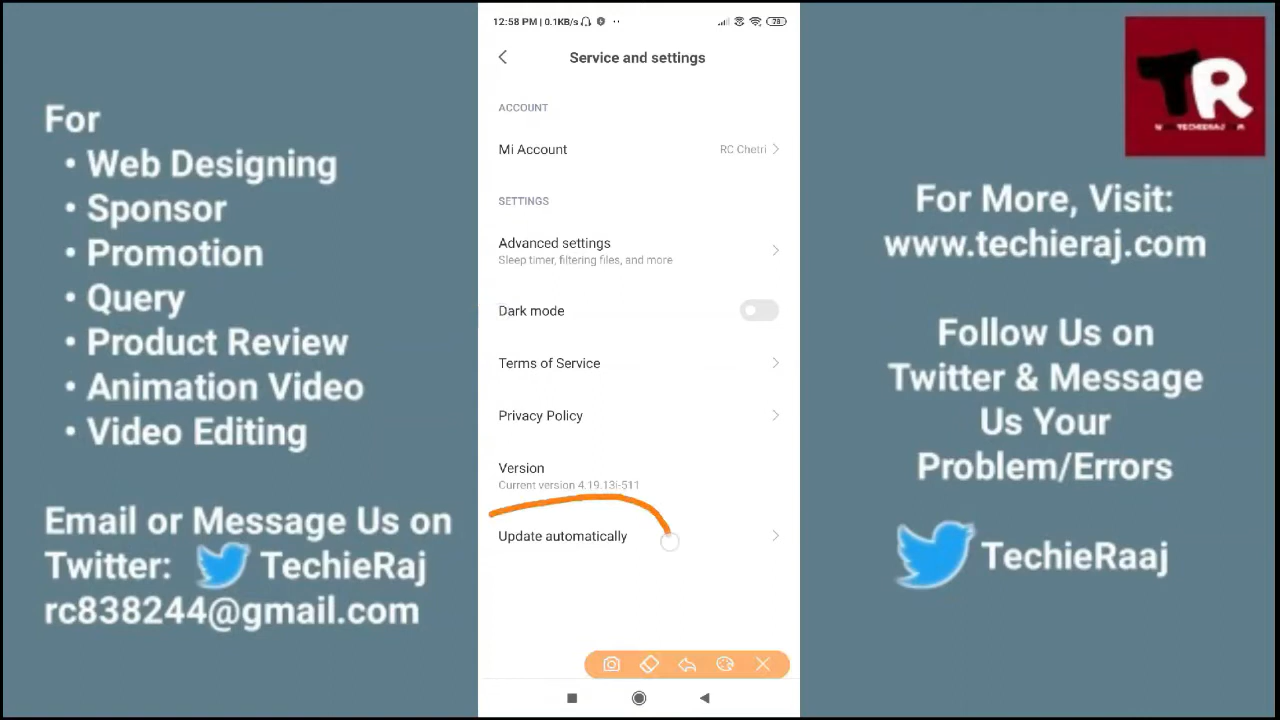 For
• Web Designing
• Sponsor
• Promotion
• Query
• Product Review
• Animation Video
• Video Editing
Email or Message Us on
Twitter: TechieRaj
rc838244@gmail.com
12:58 PM | 0.1KB/s
78
Service and settings
ACCOUNT
Mi Account
RC Chetri
SETTINGS
Advanced settings
Sleep timer, filtering files, and more
Dark mode
Terms of Service
Privacy Policy
Version
Current version 4.19.13i-511
Update automatically
TR
For More, Visit:
www.techieraj.com
Follow Us on
Twitter & Message
Us Your
Problem/Errors
TechieRaaj